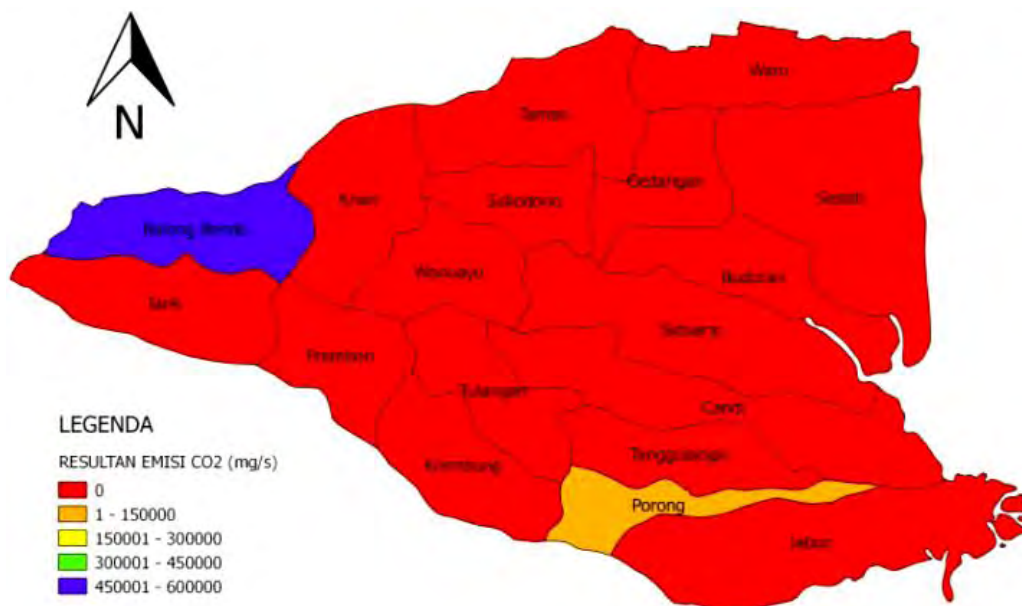 N
Waru
Taman
Gedangan
Sedati
Sukodono
Krian
Balong Bendo
Wonoayu
Buduran
Tarik
Sidoarjo
Prambon
Tulangan
Candi
Tanggulangin
Krembung
Porong
Jabon
LEGENDA
RESULTAN EMISI CO2 (mg/s)
0
1 - 150000
150001 - 300000
300001 - 450000
450001 - 600000